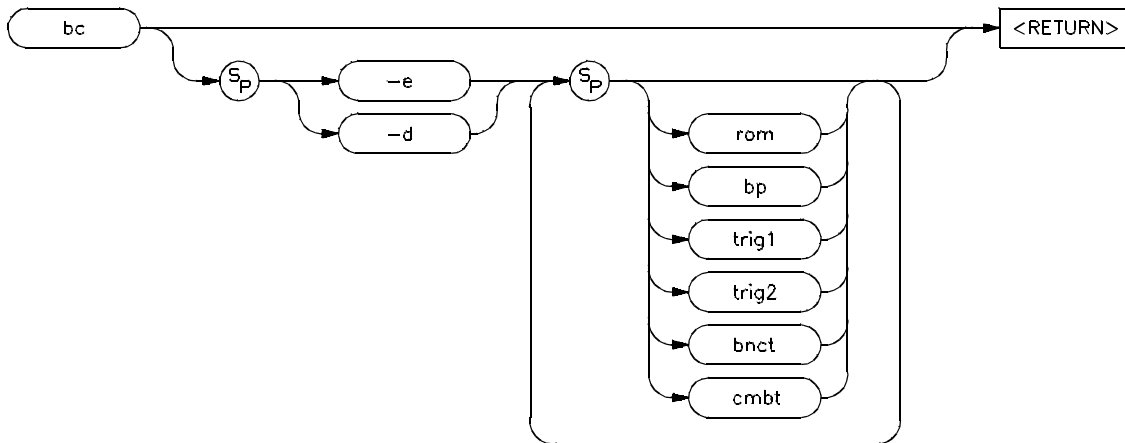 bc
<RETURN>
SP
-e
SP
-d
rom
bp
trig1
trig2
bnct
cmbt